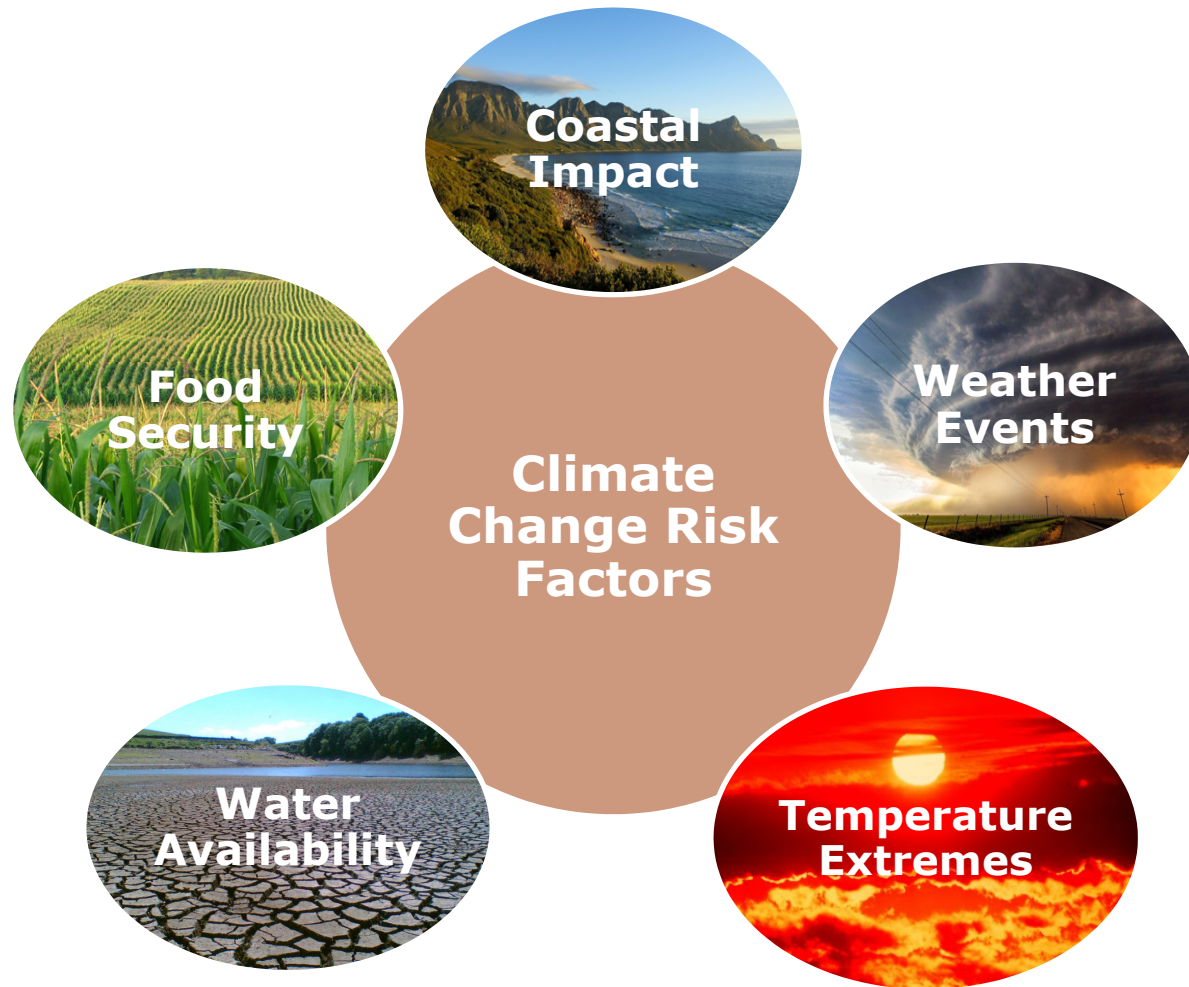 Coastal
Impact
Food
Security
Weather
Events
Climate
Change Risk
Factors
Water
Availability
Temperature
Extremes